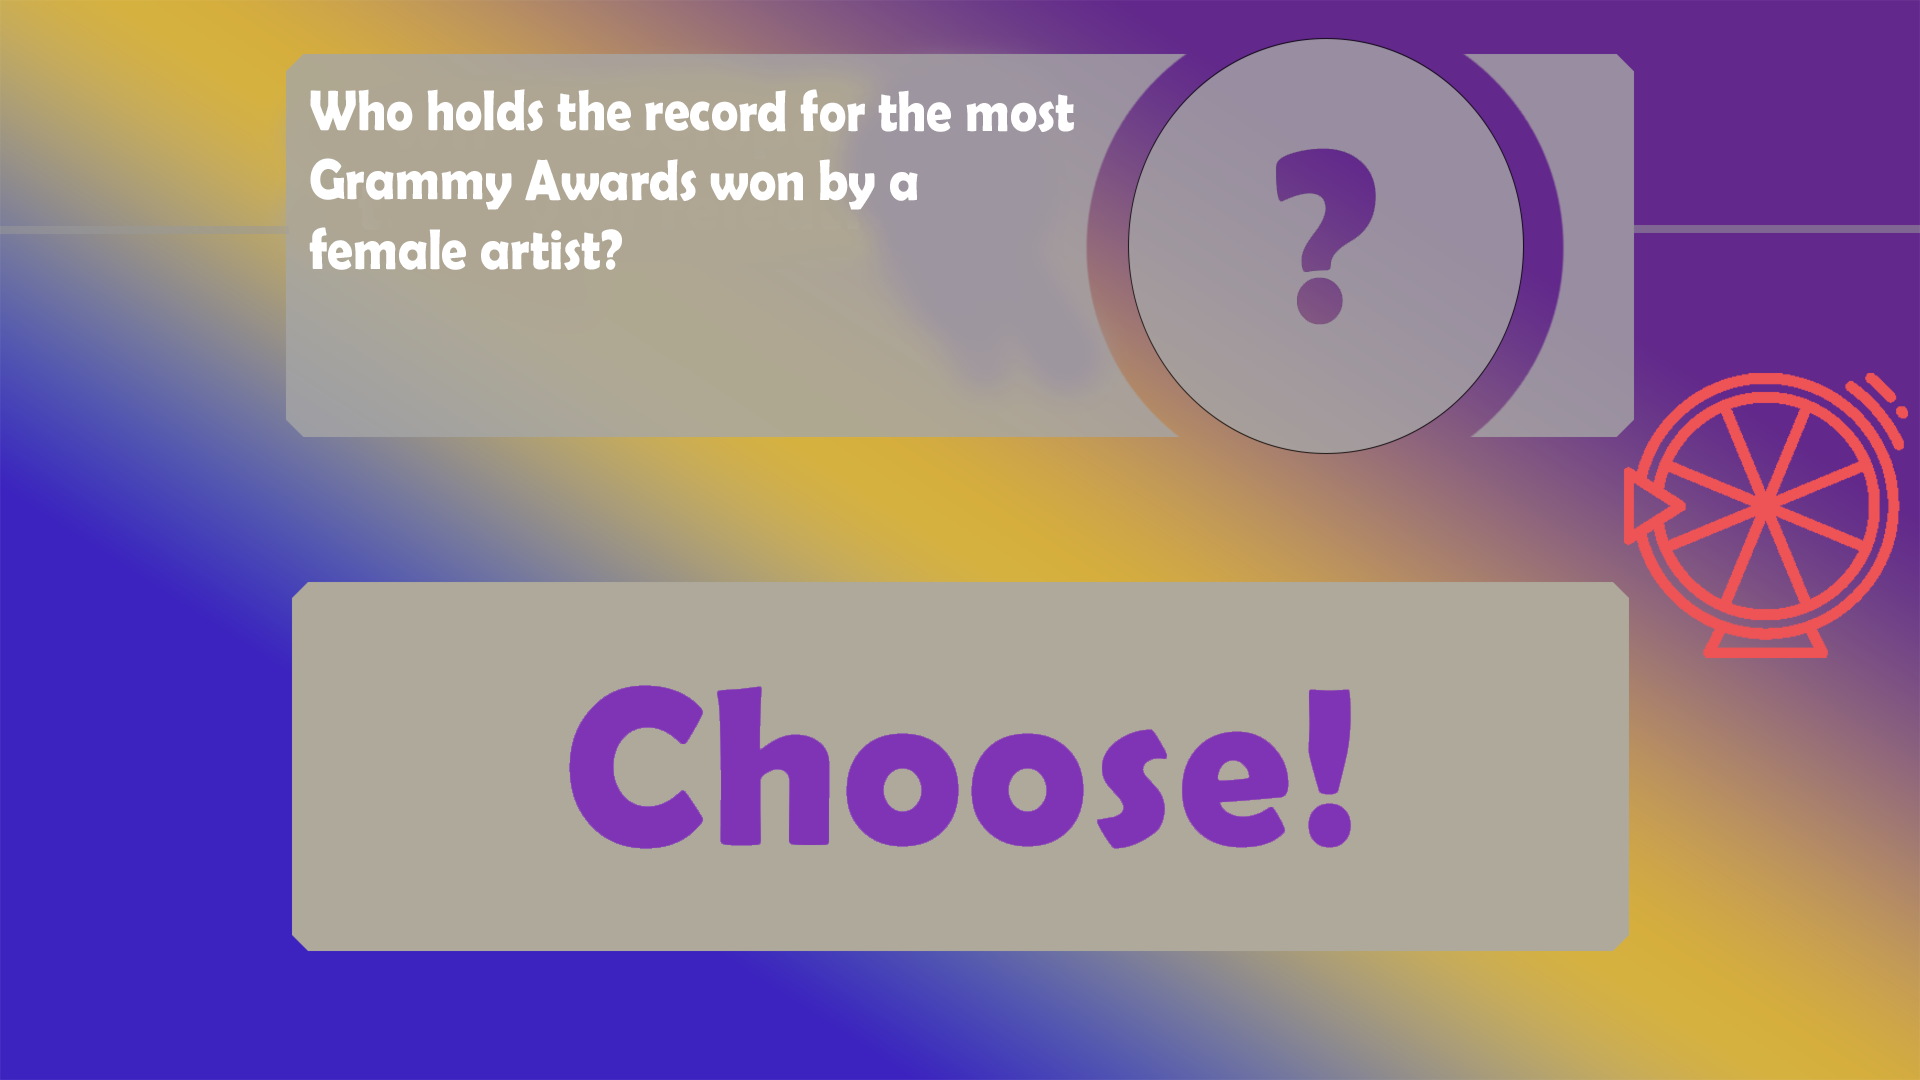 Who holds the record for the most
Grammy Awards won by a
female artist?
?
Choose!